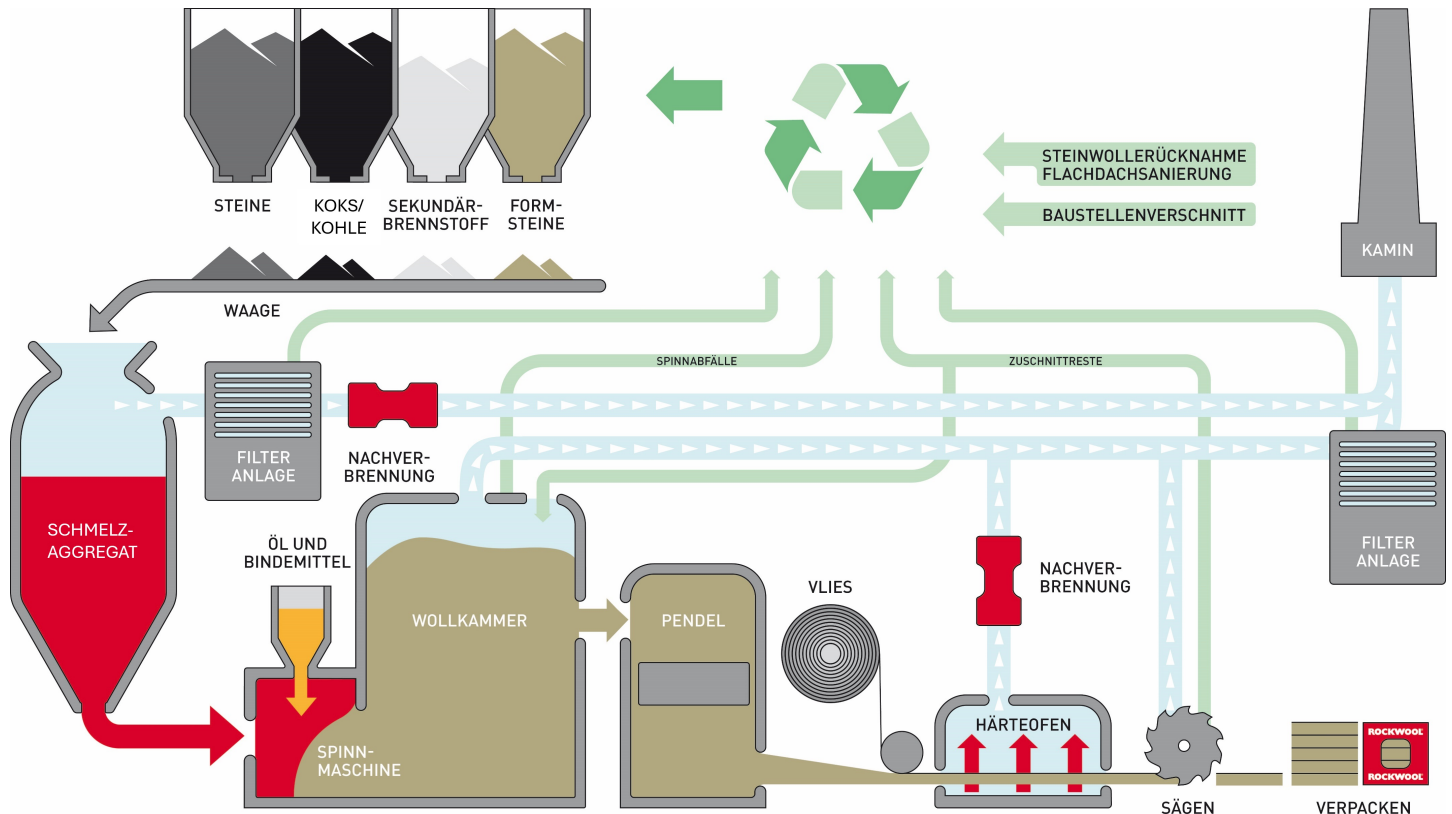 STEINE
KOKS/
KOHLE
SEKUNDÄR-
BRENNSTOFF
FORM-
STEINE
STEINWOLLERÜCKNAHME
FLACHDACHSANIERUNG
BAUSTELLENVERSCHNITT
KAMIN
WAAGE
SPINNABFÄLLE
ZUSCHNITTRESTE
FILTER
ANLAGE
NACHVER-
BRENNUNG
SCHMELZ-
AGGREGAT
ÖL UND
BINDEMITTEL
WOLLKAMMER
PENDEL
VLIES
NACHVER-
BRENNUNG
FILTER
ANLAGE
SPINN-
MASCHINE
HÄRTEOFEN
SÄGEN
ROCKWOOL
ROCKWOOL
VERPACKEN